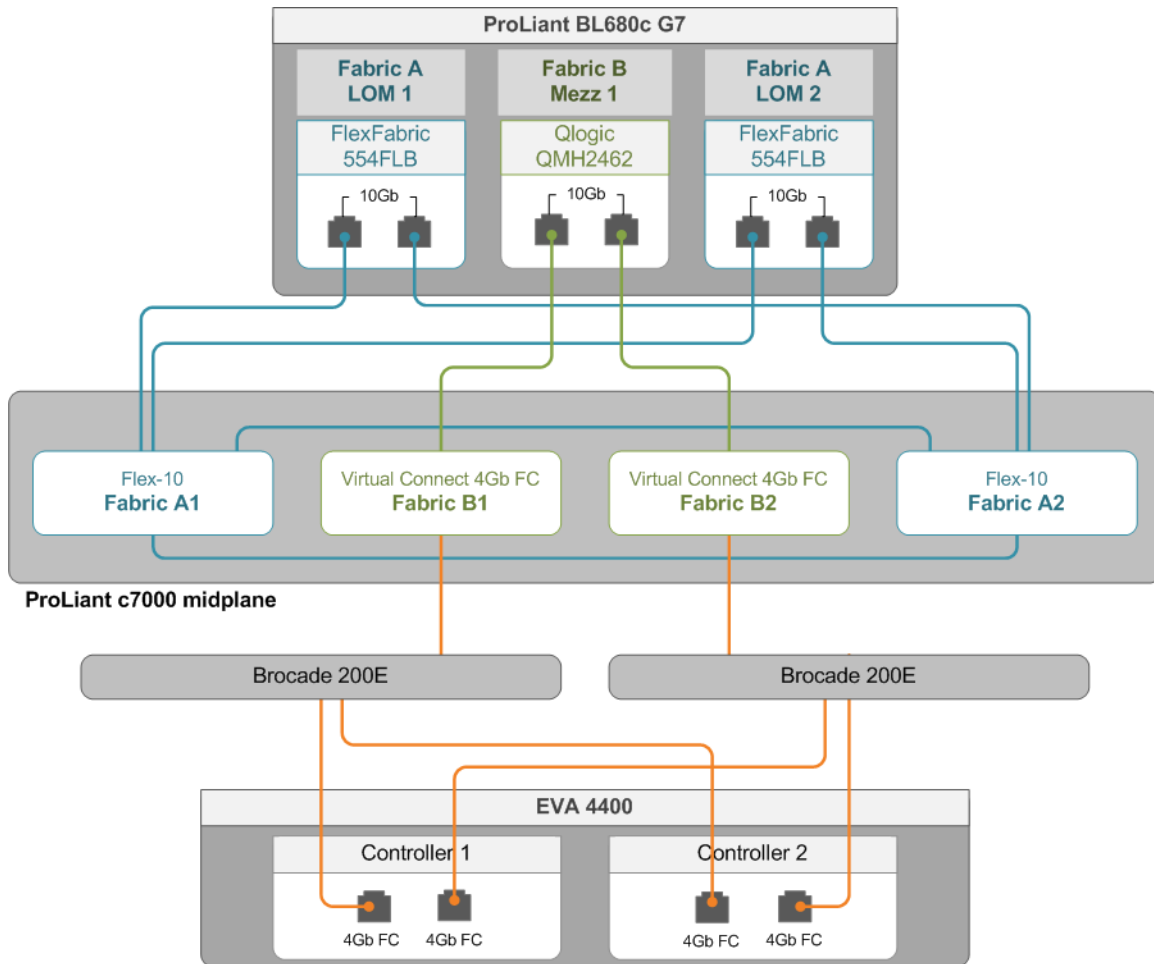 ProLiant BL680c G7
Fabric A
LOM 1
Fabric B
Mezz 1
Fabric A
LOM 2
FlexFabric
554FLB
Qlogic
QMH2462
FlexFabric
554FLB
10Gb
10Gb
10Gb
Flex-10
Fabric A1
Virtual Connect 4Gb FC
Fabric B1
Virtual Connect 4Gb FC
Fabric B2
Flex-10
Fabric A2
ProLiant c7000 midplane
Brocade 200E
Brocade 200E
EVA 4400
Controller 1
Controller 2
4Gb FC
4Gb FC
4Gb FC
4Gb FC